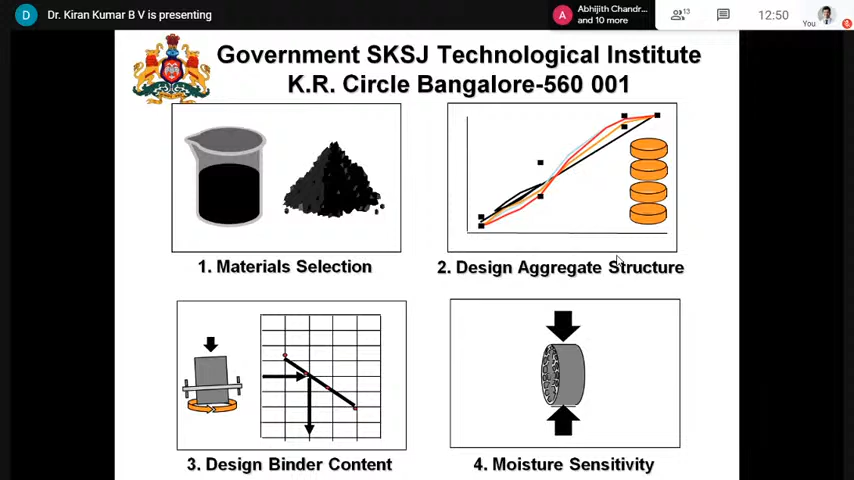 D Dr. Kiran Kumar B V is presenting
A Abhijith Chandr...
and 10 more
13
12:50
You
Government SKSJ Technological Institute
K.R. Circle Bangalore-560 001
1. Materials Selection
2. Design Aggregate Structure
3. Design Binder Content
4. Moisture Sensitivity